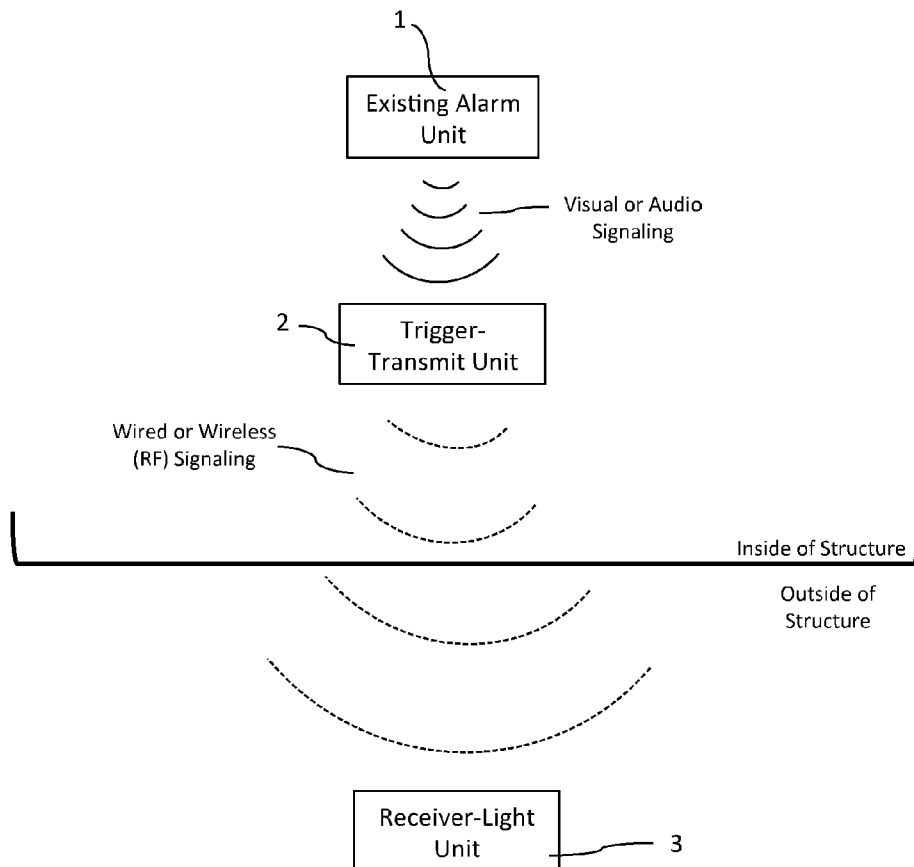 1
Existing Alarm
Unit
Visual or Audio
Signaling
2
Trigger-
Transmit Unit
Wired or Wireless
(RF) Signaling
Inside of Structure
Outside of
Structure
Receiver-Light
Unit
3